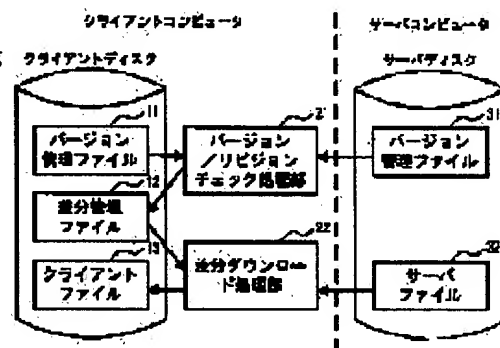 クライアントコンピュータ
サーバコンピュータ
クライアントディスク
サーバディスク
11
バージョン
管理ファイル
21
バージョン
/リビジョン
チェック処理部
31
バージョン
管理ファイル
12
差分管理
ファイル
13
クライアント
ファイル
22
差分ダウンロー
ド処理部
32
サーバ
ファイル